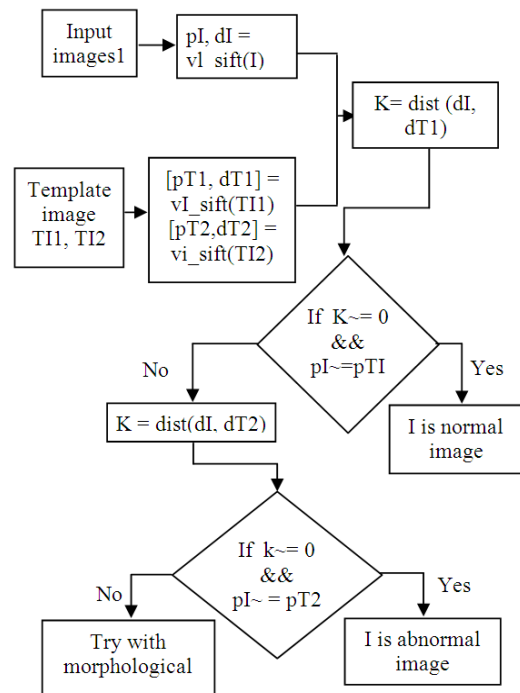 Input
images1
pI, dI =
vl_sift(I)
K= dist (dI,
dT1)
Template
image
TI1, TI2
[pT1, dT1] =
vI_sift(TI1)
[pT2,dT2] =
vi_sift(TI2)
If K~= 0
&&
pI~=pTI
No
Yes
K = dist(dI, dT2)
I is normal
image
If k~= 0
&&
pI~ = pT2
No
Yes
Try with
morphological
I is abnormal
image